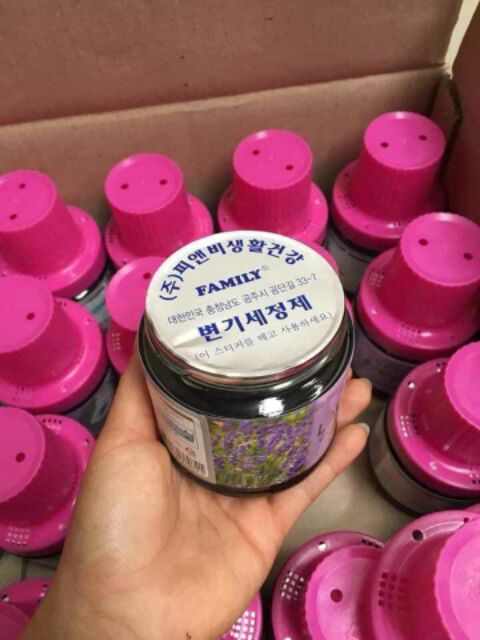 (주)피앤비생활건강
FAMILY®
대한민국 충청남도 공주시 공단길 33-7
변기세정제
(이 스티커를 떼고 사용하세요)